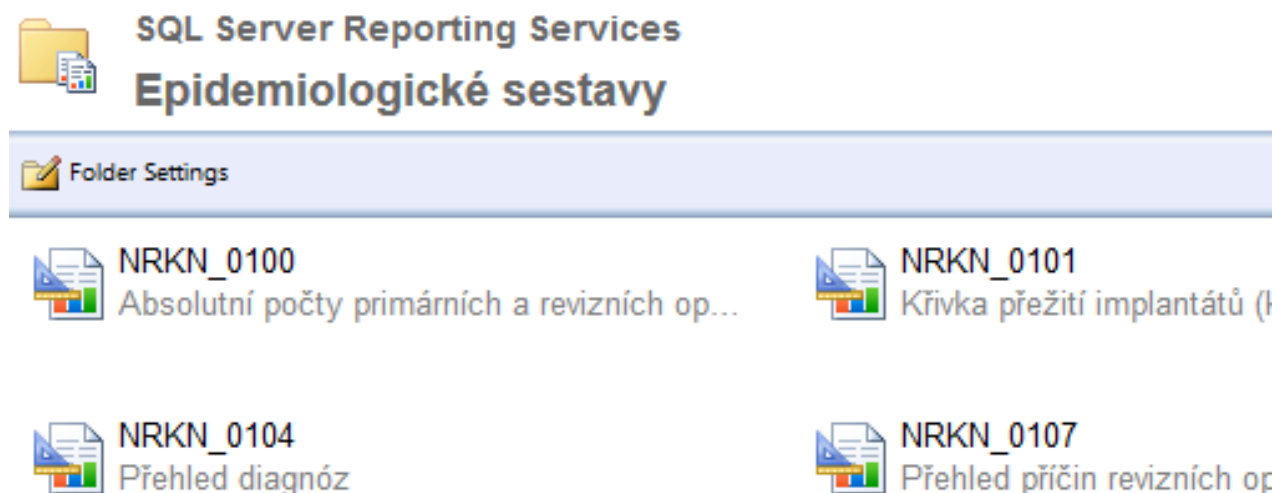 SQL Server Reporting Services
Epidemiologické sestavy
Folder Settings
NRKN_0100
Absolutní počty primárních a revizních op...
NRKN_0101
Křivka přežití implantátů (k
NRKN_0104
Přehled diagnóz
NRKN_0107
Přehled příčin revizních op